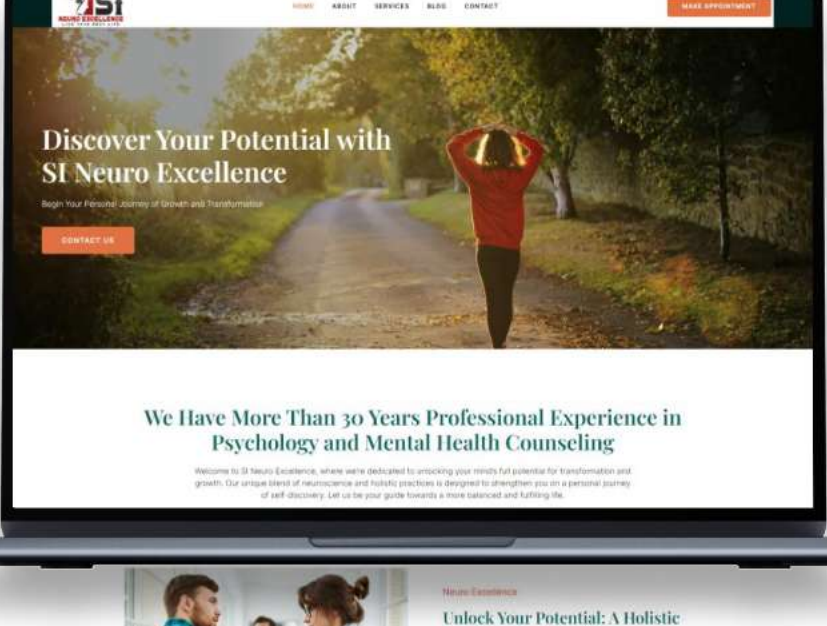 SI
NEURO EXCELLENCE
HOME ABOUT SERVICES BLOG CONTACT
MAKE APPOINTMENT
Discover Your Potential with
SI Neuro Excellence
Begin Your Personal Journey of Growth and Transformation
CONTACT US
We Have More Than 30 Years Professional Experience in
Psychology and Mental Health Counseling
Welcome to SI Neuro Excellence, where we're dedicated to unlocking your mind's full potential for transformation and
growth. Our unique blend of neuroscience and holistic practices is designed to strengthen you on a personal journey
of self-discovery. Let us be your guide towards a more balanced and fulfilling life.
Neuro Excellence
Unlock Your Potential: A Holistic